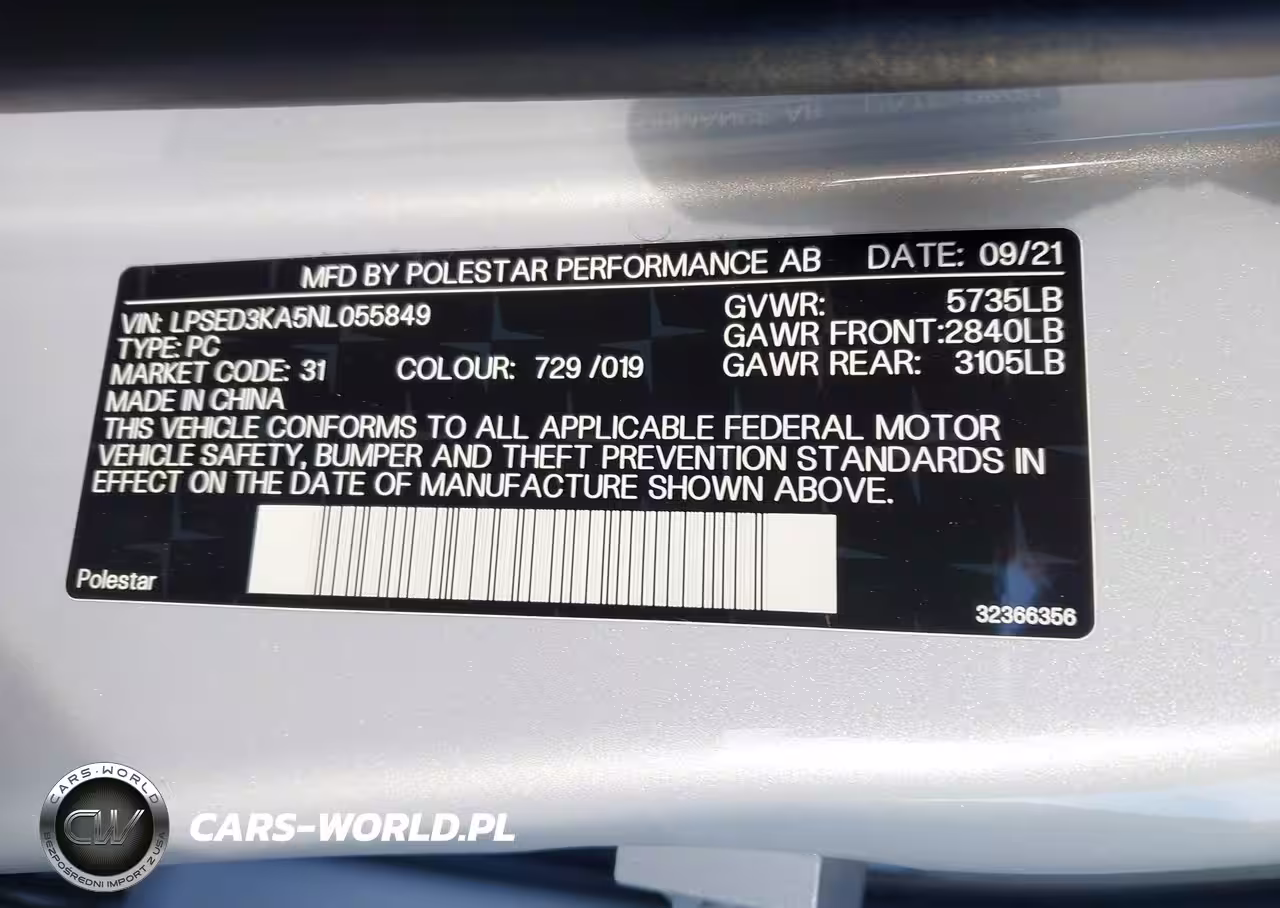 MFD BY POLESTAR PERFORMANCE AB DATE: 09/21
VIN: LPSED3KA5NL055849
GVWR: 5735LB
TYPE: PC
GAWR FRONT: 2840LB
MARKET CODE: 31 COLOUR: 729 /019
GAWR REAR: 3105LB
MADE IN CHINA
THIS VEHICLE CONFORMS TO ALL APPLICABLE FEDERAL MOTOR
VEHICLE SAFETY, BUMPER AND THEFT PREVENTION STANDARDS IN
EFFECT ON THE DATE OF MANUFACTURE SHOWN ABOVE.
Polestar
32366356
CARS-WORLD
CW
BEZPOŚREDNI IMPORT Z USA
CARS-WORLD.PL